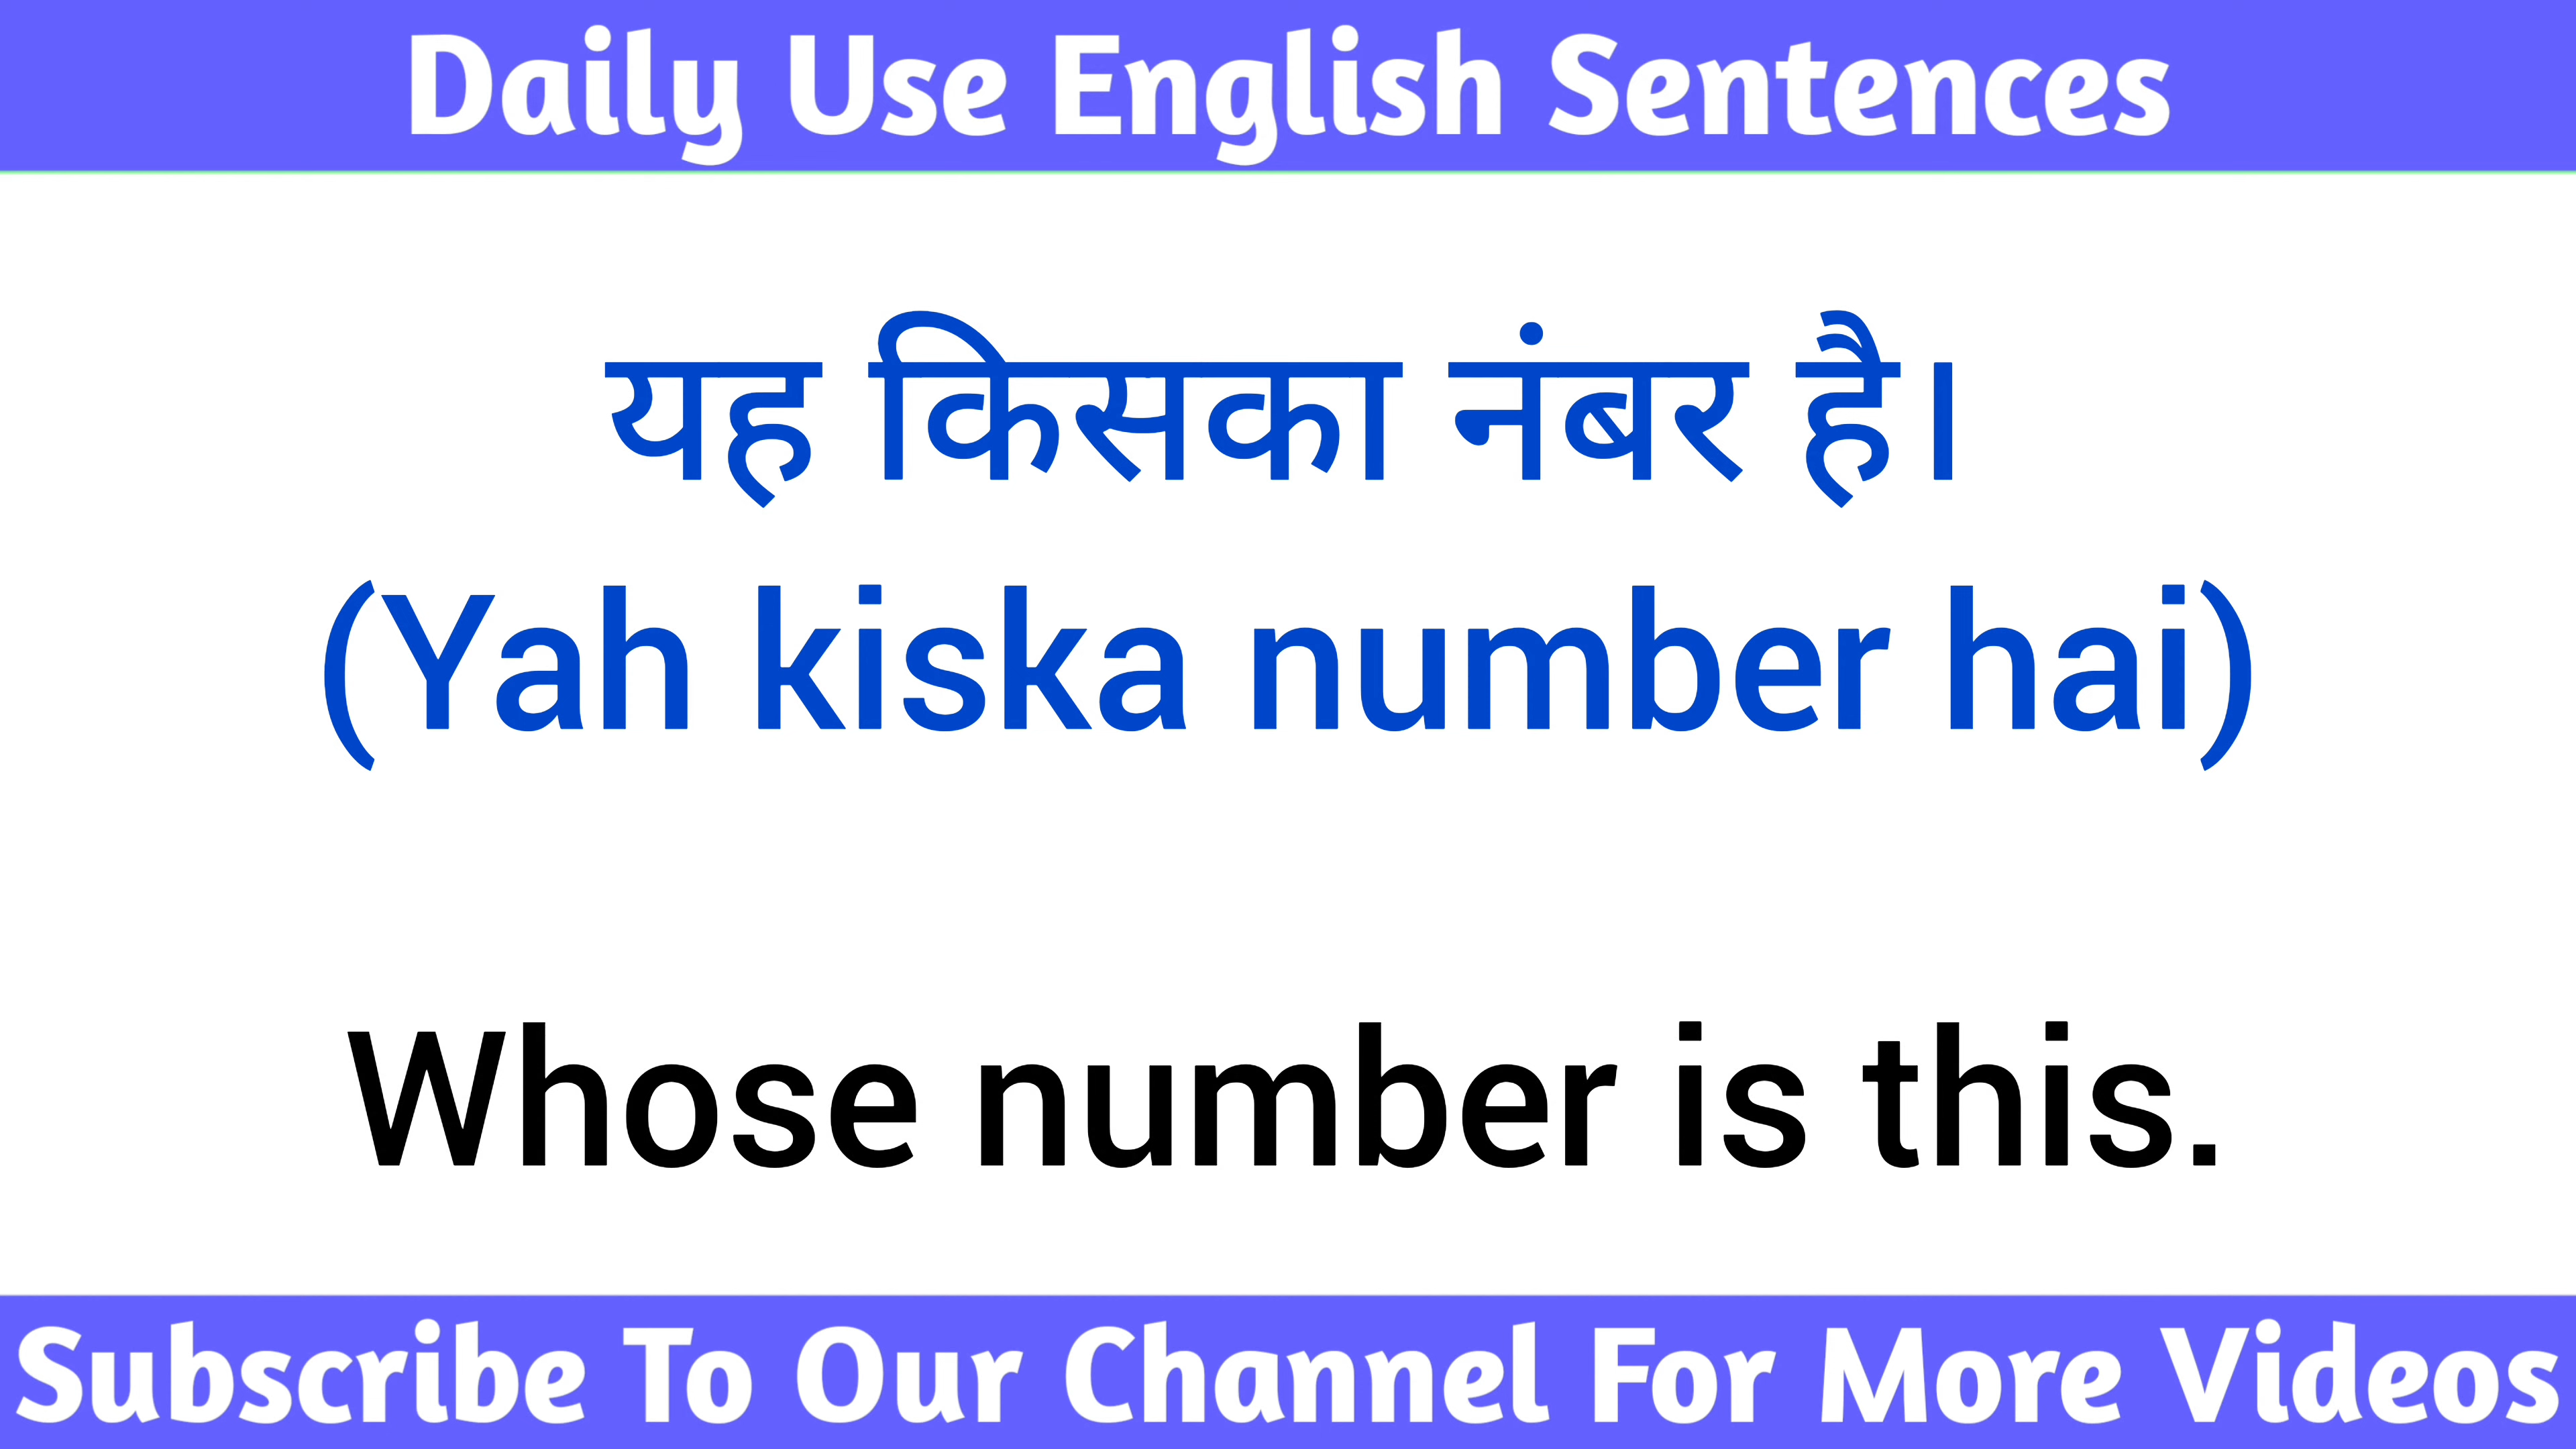 Daily Use English Sentences
यह किसका नंबर है।
(Yah kiska number hai)
Whose number is this.
Subscribe To Our Channel For More Videos